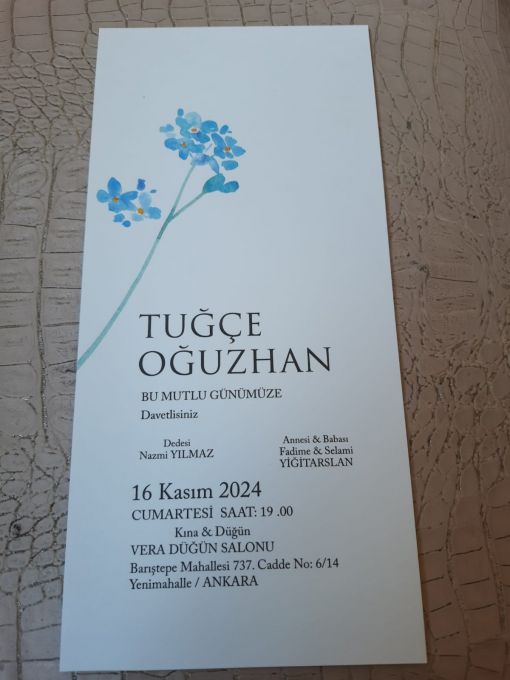 TUĞÇE
OĞUZHAN
BU MUTLU GÜNÜMÜZE
Davetlisiniz
Dedesi
Nazmi YILMAZ
Annesi & Babası
Fadime & Selami
YİĞİTARSLAN
16 Kasım 2024
CUMARTESİ SAAT: 19 .00
Kına & Düğün
VERA DÜĞÜN SALONU
Barıştepe Mahallesi 737. Cadde No: 6/14
Yenimahalle / ANKARA